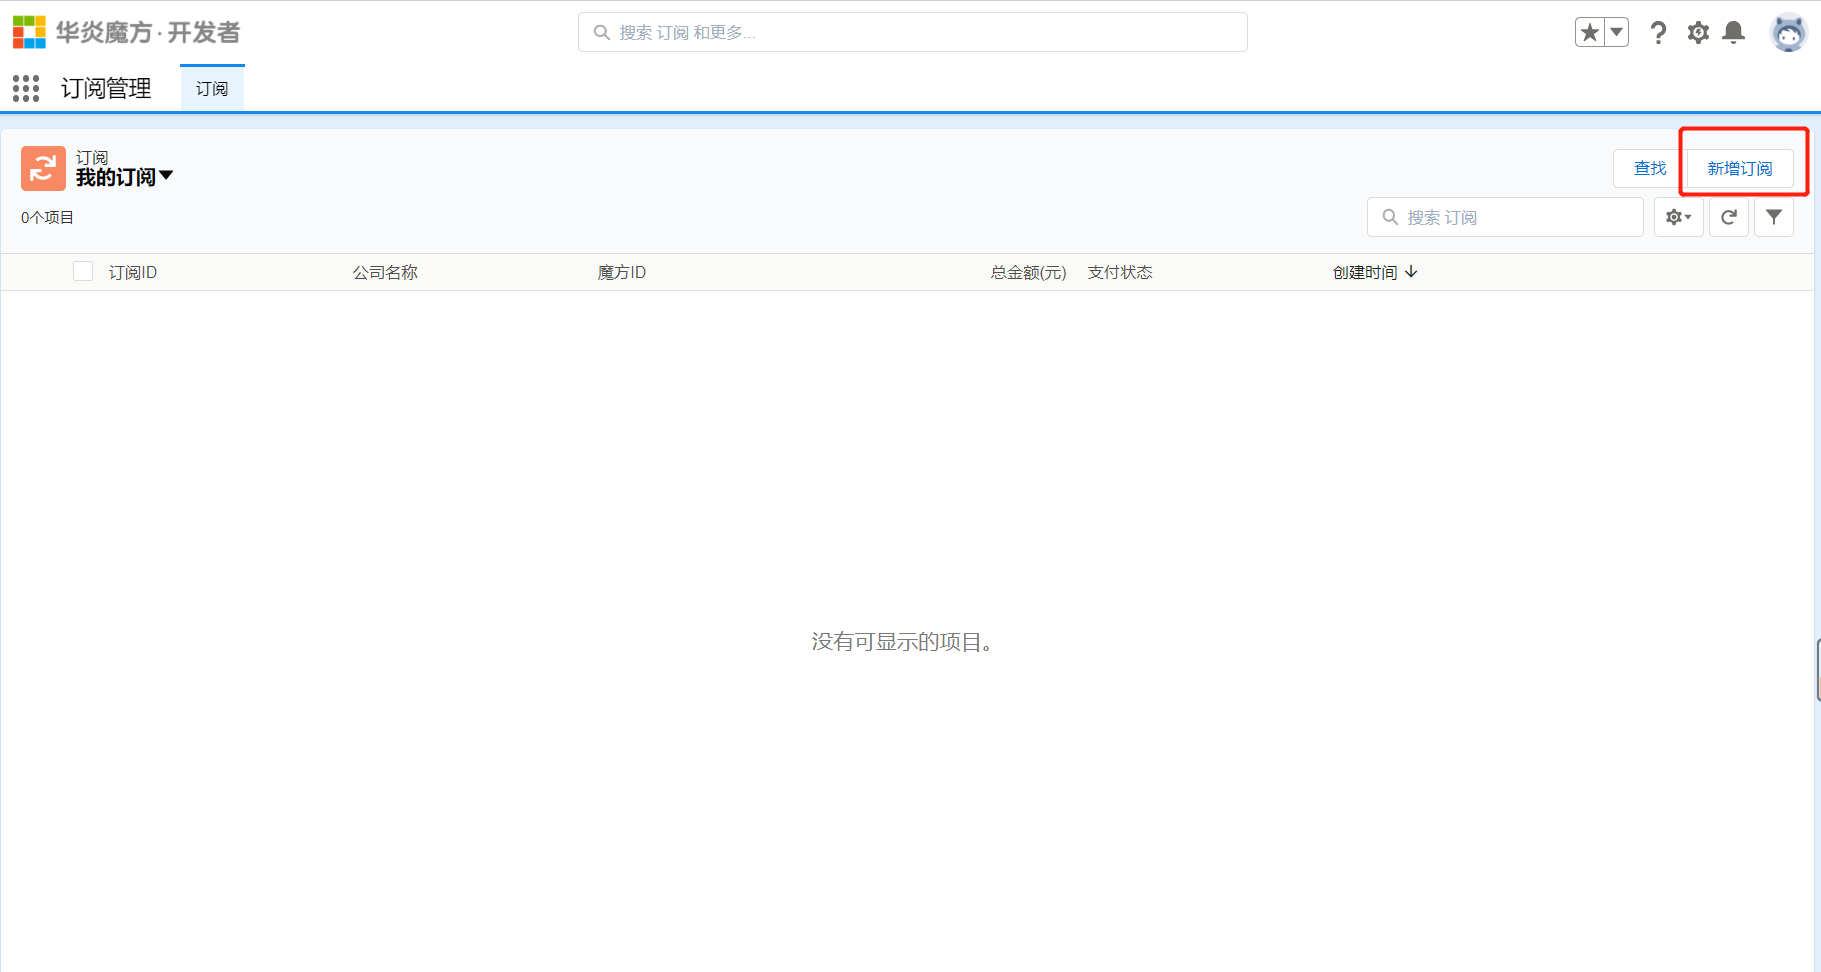 华炎魔方·开发者
搜索 订阅 和更多...
订阅管理
订阅
订阅
我的订阅
查找
新增订阅
0个项目
搜索 订阅
订阅ID 公司名称 魔方ID 总金额(元) 支付状态 创建时间
没有可显示的项目。